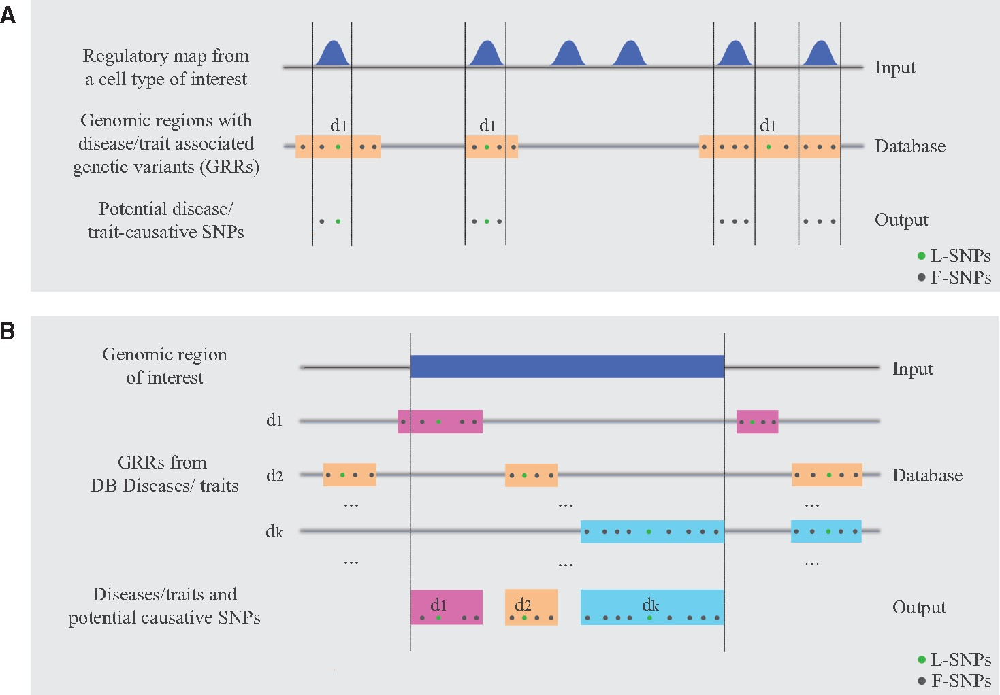 A
Regulatory map from
a cell type of interest
Input
Genomic regions with
disease/trait associated
genetic variants (GRRs)
d1
d1
d1
Database
Potential disease/
trait-causative SNPs
Output
L-SNPs
F-SNPs
B
Genomic region
of interest
Input
d1
GRRs from
DB Diseases/ traits
d2
Database
...
...
...
dk
...
...
...
Diseases/traits and
potential causative SNPs
d1
d2
dk
Output
L-SNPs
F-SNPs